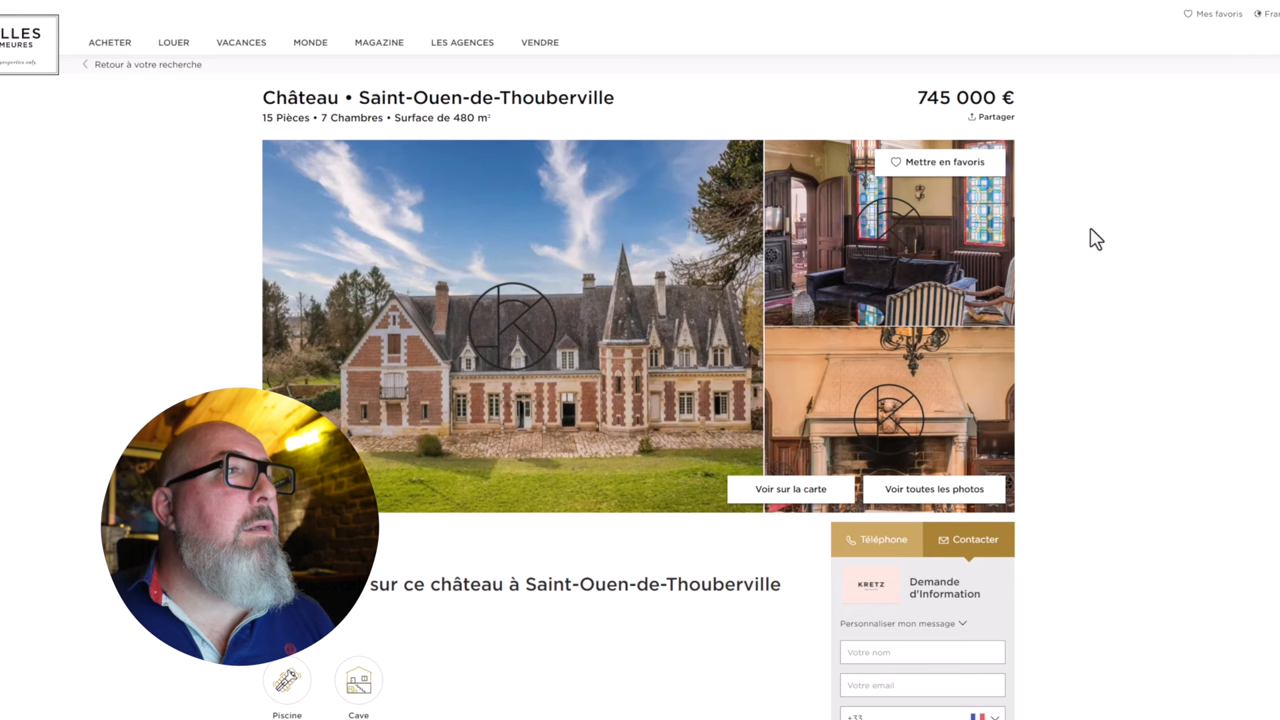 Mes favoris
LLES
MEURES
properties only.
ACHETER LOUER VACANCES MONDE MAGAZINE LES AGENCES VENDRE
Retour à votre recherche
Château • Saint-Ouen-de-Thouberville
745 000 €
15 Pièces • 7 Chambres • Surface de 480 m²
Partager
Mettre en favoris
Voir sur la carte
Voir toutes les photos
Téléphone
Contacter
sur ce château à Saint-Ouen-de-Thouberville
KRETZ
Demande
d'Information
Personnaliser mon message
Votre nom
Votre email
+33
Piscine
Cave